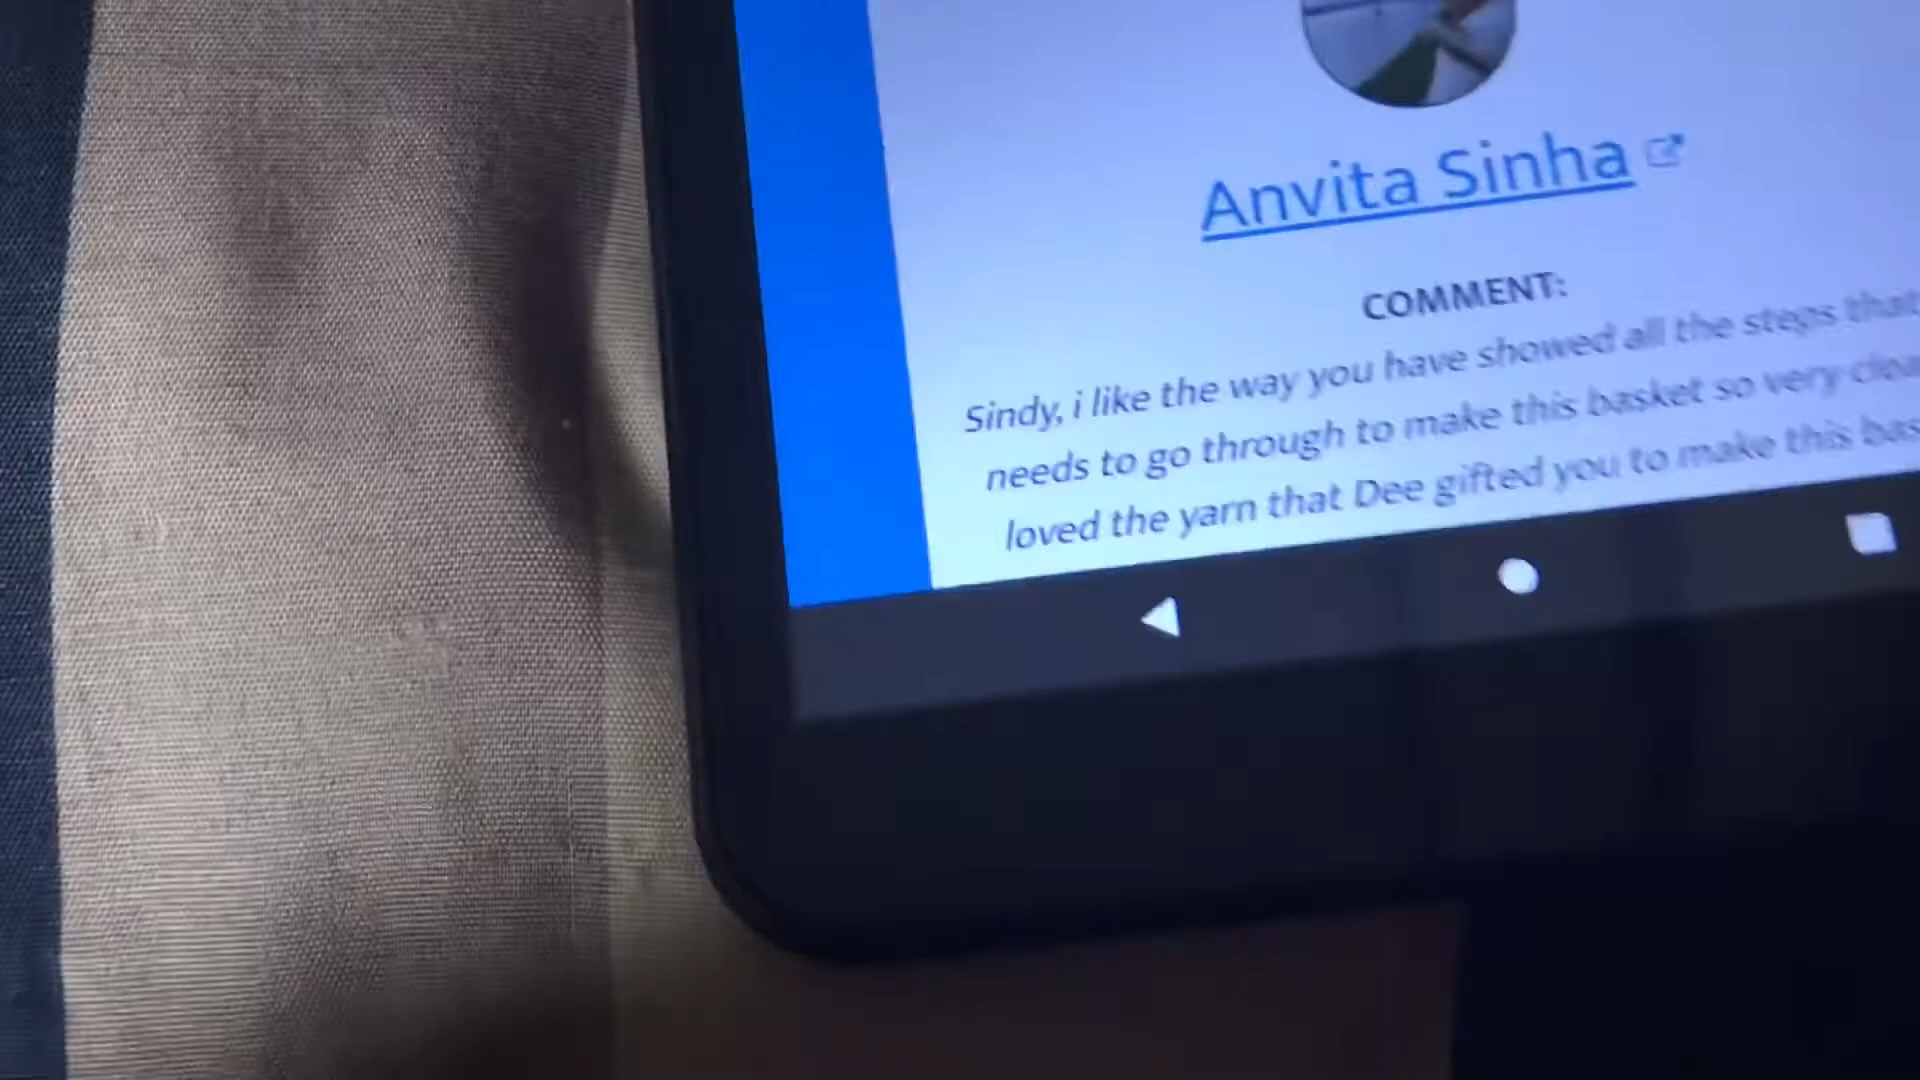 Anvita Sinha
COMMENT:
Sindy, i like the way you have showed all the steps that
needs to go through to make this basket so very
loved the yarn that Dee gifted you to make this